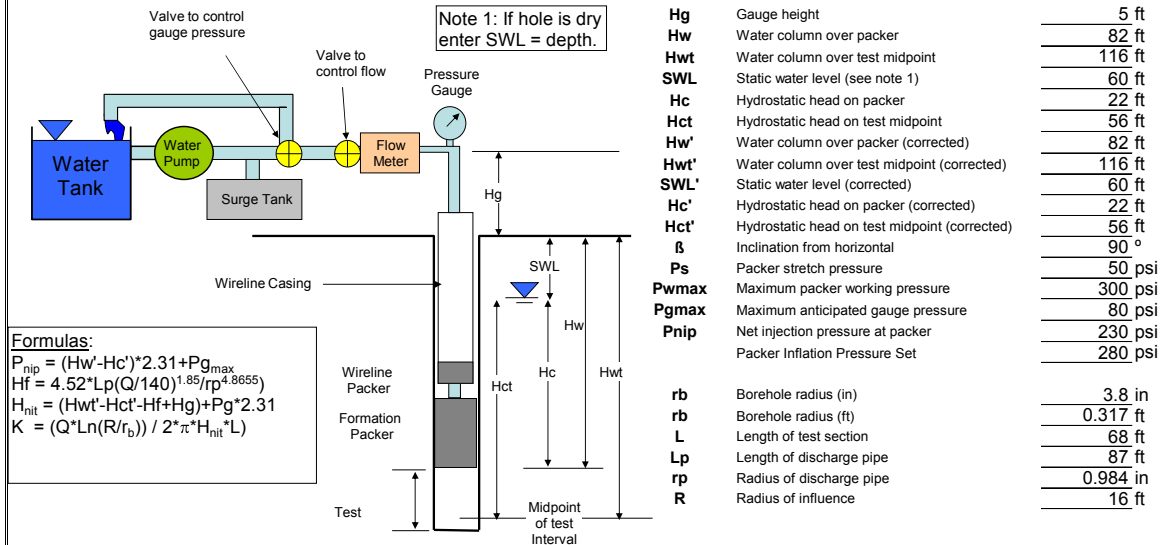 Valve to control
gauge pressure
Note 1: If hole is dry
enter SWL = depth.
Valve to
control flow
Pressure
Gauge
Water
Tank
Water
Pump
Flow
Meter
Surge Tank
Hg
SWL
Wireline Casing
Hw
Hct
Hc
Hwt
Wireline
Packer
Formation
Packer
Test
Midpoint
of test
Interval
Formulas:
Pnip = (Hw'-Hc')*2.31+Pgmax
Hf = 4.52*Lp(Q/140)^1.85/rp^4.8655)
Hnit = (Hwt'-Hct'-Hf+Hg)+Pg*2.31
K = (Q*Ln(R/rb)) / 2*π*Hnit*L)
Hg Gauge height 5 ft
Hw Water column over packer 82 ft
Hwt Water column over test midpoint 116 ft
SWL Static water level (see note 1) 60 ft
Hc Hydrostatic head on packer 22 ft
Hct Hydrostatic head on test midpoint 56 ft
Hw' Water column over packer (corrected) 82 ft
Hwt' Water column over test midpoint (corrected) 116 ft
SWL' Static water level (corrected) 60 ft
Hc' Hydrostatic head on packer (corrected) 22 ft
Hct' Hydrostatic head on test midpoint (corrected) 56 ft
ß Inclination from horizontal 90 º
Ps Packer stretch pressure 50 psi
Pwmax Maximum packer working pressure 300 psi
Pgmax Maximum anticipated gauge pressure 80 psi
Pnip Net injection pressure at packer 230 psi
Packer Inflation Pressure Set 280 psi
rb Borehole radius (in) 3.8 in
rb Borehole radius (ft) 0.317 ft
L Length of test section 68 ft
Lp Length of discharge pipe 87 ft
rp Radius of discharge pipe 0.984 in
R Radius of influence 16 ft